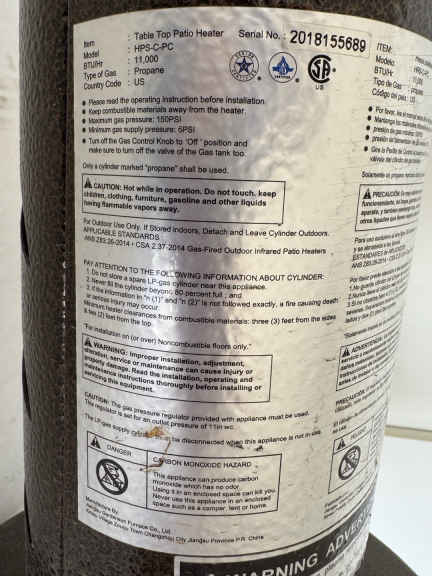 Item : Table Top Patio Heater Serial No. : 2018155689
Model : HPS-C-PC
BTU/Hr : 11,000
Type of Gas : Propane
Country Code : US
US
● Please read the operating instruction before installation.
● Keep combustible materials away from the heater.
● Maximum gas pressure: 150PSI
● Minimum gas supply pressure: 5PSI
● Turn off the Gas Control Knob to "Off" position and
make sure to turn off the valve of the Gas tank too.
Only a cylinder marked "propane" shall be used.
CAUTION: Hot while in operation. Do not touch. keep
children, clothing, furniture, gasoline and other liquids
having flammable vapors away.
For Outdoor Use Only. If Stored indoors, Detach and Leave Cylinder Outdoors.
APPLICABLE STANDARDS
ANS Z83.26-2014 • CSA 2.37-2014 Gas-Fired Outdoor Infrared Patio Heaters
PAY ATTENTION TO THE FOLLOWING INFORMATION ABOUT CYLINDER:
1. Do not store a spare LP-gas cylinder near this appliance.
2. Never fill the cylinder beyond 80 percent full ; and
3. If the information in "n (1)" and "n (2)" is not followed exactly, a fire causing death
or serious injury may occur.
Minimum heater clearances from combustible materials: three (3) feet from the sides
& two (2) feet from the top.
"For installation on (or over) Noncombustible floors only."
WARNING: Improper installation, adjustment,
alteration, service or maintenance can cause injury or
property damage. Read the installation, operating and
maintenance instructions thoroughly before installing or
servicing this equipment.
CAUTION: The gas pressure regulator provided with appliance must be used.
This regulator is set for an outlet pressure of 11in wc.
The LP-gas supply cylinder be disconnected when this appliance is not in use.
DANGER
CARBON MONOXIDE HAZARD
This appliance can produce carbon
monoxide which has no odor.
Using it in an enclosed space can kill you.
Never use this appliance in an enclosed
space such as a camper, tent or home.
Manufacture By
Furnace Co., Ltd.
Village Town Changzhou City Jiangsu Province P.R. China
ITEM:
Modelo:
BTU/Hr
Tipo de Gas
Código del país : US
WARNING